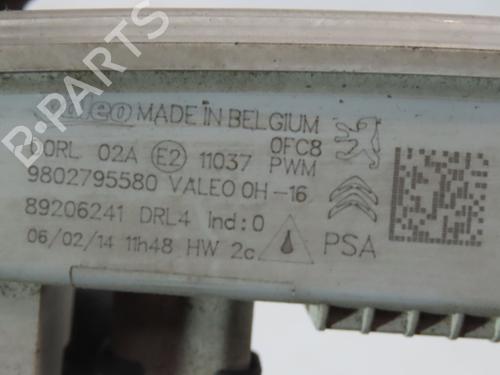 Valeo MADE IN BELGIUM
00RL 02A E2 11037 0FC8 PWM
9802795580 VALEO 0H-16
89206241 DRL4 Ind:0
06/02/14 11h48 HW 2c PSA
B-PARTS